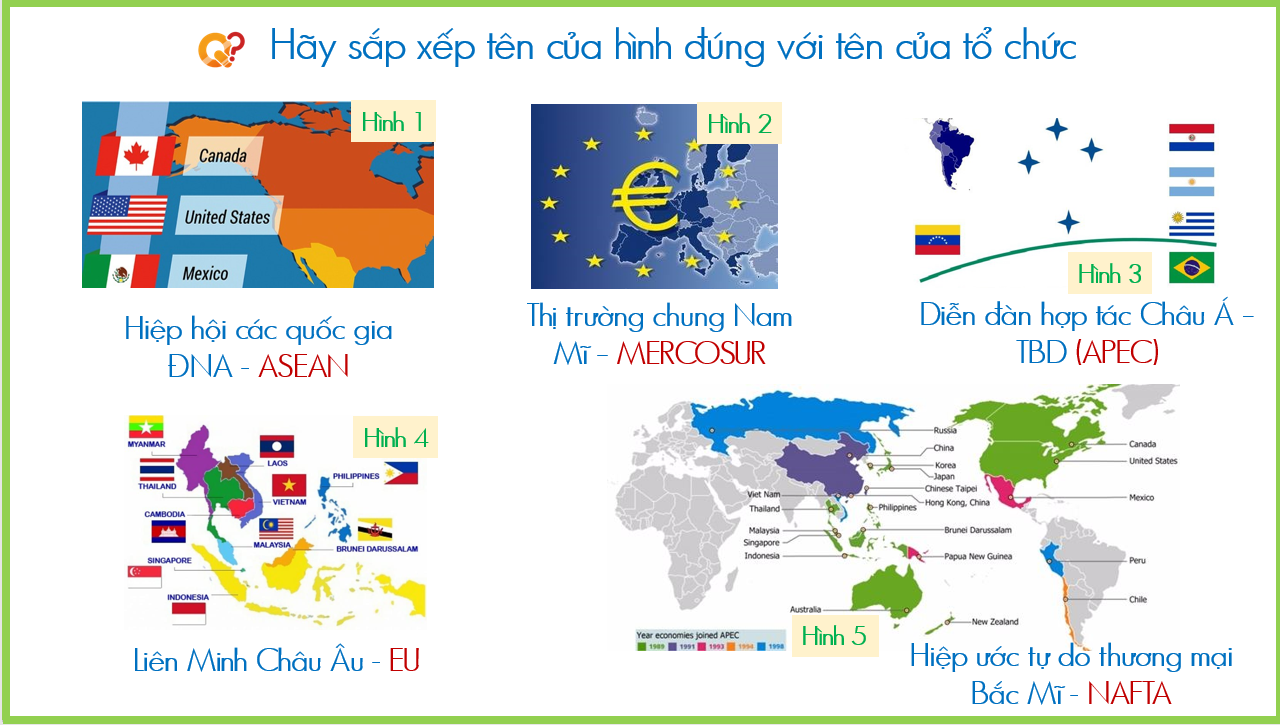 Hãy sắp xếp tên của hình đúng với tên của tổ chức
Hình 1
Canada
United States
Mexico
Hiệp hội các quốc gia
ĐNA - ASEAN
Hình 2
€
Thị trường chung Nam
Mĩ – MERCOSUR
Hình 3
Diễn đàn hợp tác Châu Á –
TBD (APEC)
Hình 4
MYANMAR
LAOS
THAILAND
PHILIPPINES
VIETNAM
CAMBODIA
MALAYSIA
BRUNEI DARUSSALAM
SINGAPORE
INDONESIA
Liên Minh Châu Âu - EU
Russia
China
Korea
Japan
Chinese Taipei
Hong Kong, China
Viet Nam
Thailand
Philippines
Malaysia
Singapore
Indonesia
Brunei Darussalam
Papua New Guinea
Australia
New Zealand
Canada
United States
Mexico
Peru
Chile
Year economies joined APEC
1989 1991 1993 1994 1998
Hình 5
Hiệp ước tự do thương mại
Bắc Mĩ - NAFTA